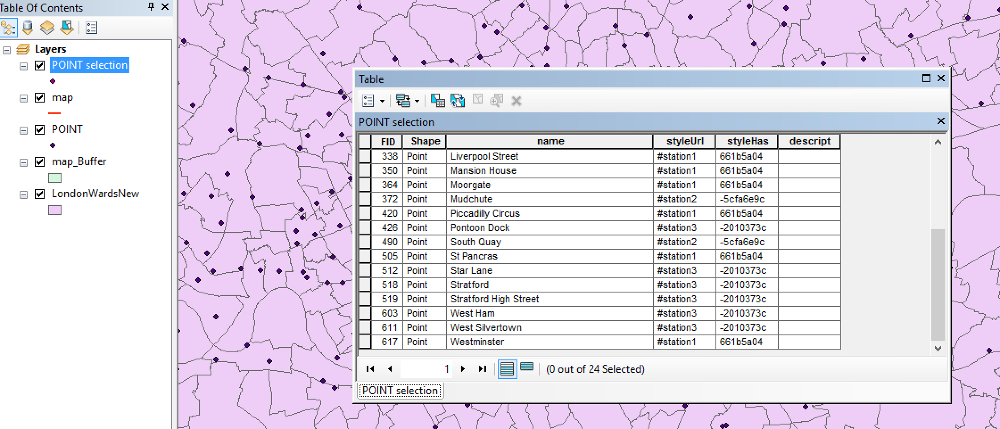 Table Of Contents
Layers
POINT selection
map
POINT
map_Buffer
LondonWardsNew
Table
POINT selection
FID Shape name styleUrl styleHas descript
338 Point Liverpool Street #station1 661b5a04
350 Point Mansion House #station1 661b5a04
364 Point Moorgate #station1 661b5a04
372 Point Mudchute #station2 -5cfa6e9c
420 Point Piccadilly Circus #station1 661b5a04
426 Point Pontoon Dock #station3 -2010373c
490 Point South Quay #station2 -5cfa6e9c
505 Point St Pancras #station1 661b5a04
512 Point Star Lane #station3 -2010373c
518 Point Stratford #station3 -2010373c
519 Point Stratford High Street #station3 -2010373c
603 Point West Ham #station3 -2010373c
611 Point West Silvertown #station3 -2010373c
617 Point Westminster #station1 661b5a04
1 (0 out of 24 Selected)
POINT selection